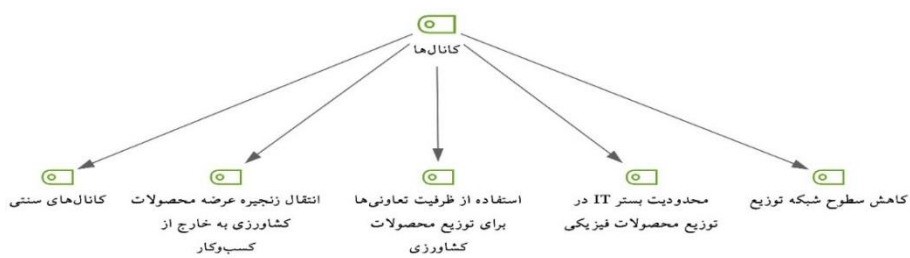 کانال‌ها
کاهش سطوح شبکه توزیع
محدودیت بستر IT در
توزیع محصولات فیزیکی
استفاده از ظرفیت تعاونی‌ها
برای توزیع محصولات
کشاورزی
انتقال زنجیره عرضه محصولات
کشاورزی به خارج از
کسب‌وکار
کانال‌های سنتی